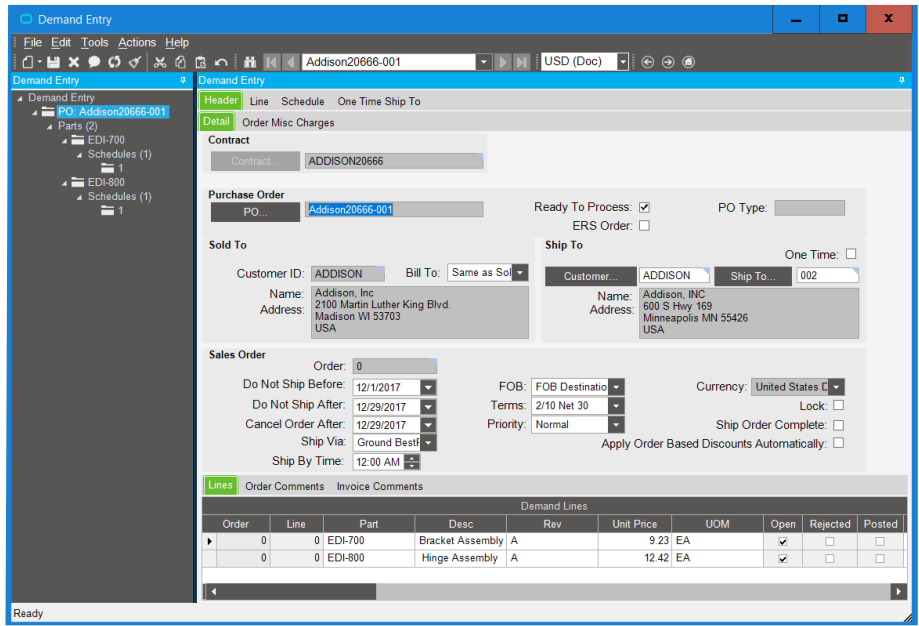 Demand Entry
File Edit Tools Actions Help
Addison20666-001 USD (Doc)
Demand Entry
Demand Entry
PO: Addison20666-001
Parts (2)
EDI-700
Schedules (1)
1
EDI-800
Schedules (1)
1
Demand Entry
Header Line Schedule One Time Ship To
Detail Order Misc Charges
Contract
Contract... ADDISON20666
Purchase Order
PO... Addison20666-001 Ready To Process: PO Type:
ERS Order:
Sold To
Customer ID: ADDISON Bill To: Same as Sol
Name: Addison, Inc
Address: 2100 Martin Luther King Blvd.
Madison WI 53703
USA
Ship To
One Time:
Customer... ADDISON Ship To... 002
Name: Addison, INC
Address: 600 S Hwy 169
Minneapolis MN 55426
USA
Sales Order
Order: 0
Do Not Ship Before: 12/1/2017 FOB: FOB Destinatio Currency: United States D
Do Not Ship After: 12/29/2017 Terms: 2/10 Net 30 Lock:
Cancel Order After: 12/29/2017 Priority: Normal Ship Order Complete:
Ship Via: Ground BestF Apply Order Based Discounts Automatically:
Ship By Time: 12:00 AM
Lines Order Comments Invoice Comments
Demand Lines
Order Line Part Desc Rev Unit Price UOM Open Rejected Posted
0 0 EDI-700 Bracket Assembly A 9.23 EA
0 0 EDI-800 Hinge Assembly A 12.42 EA
Ready